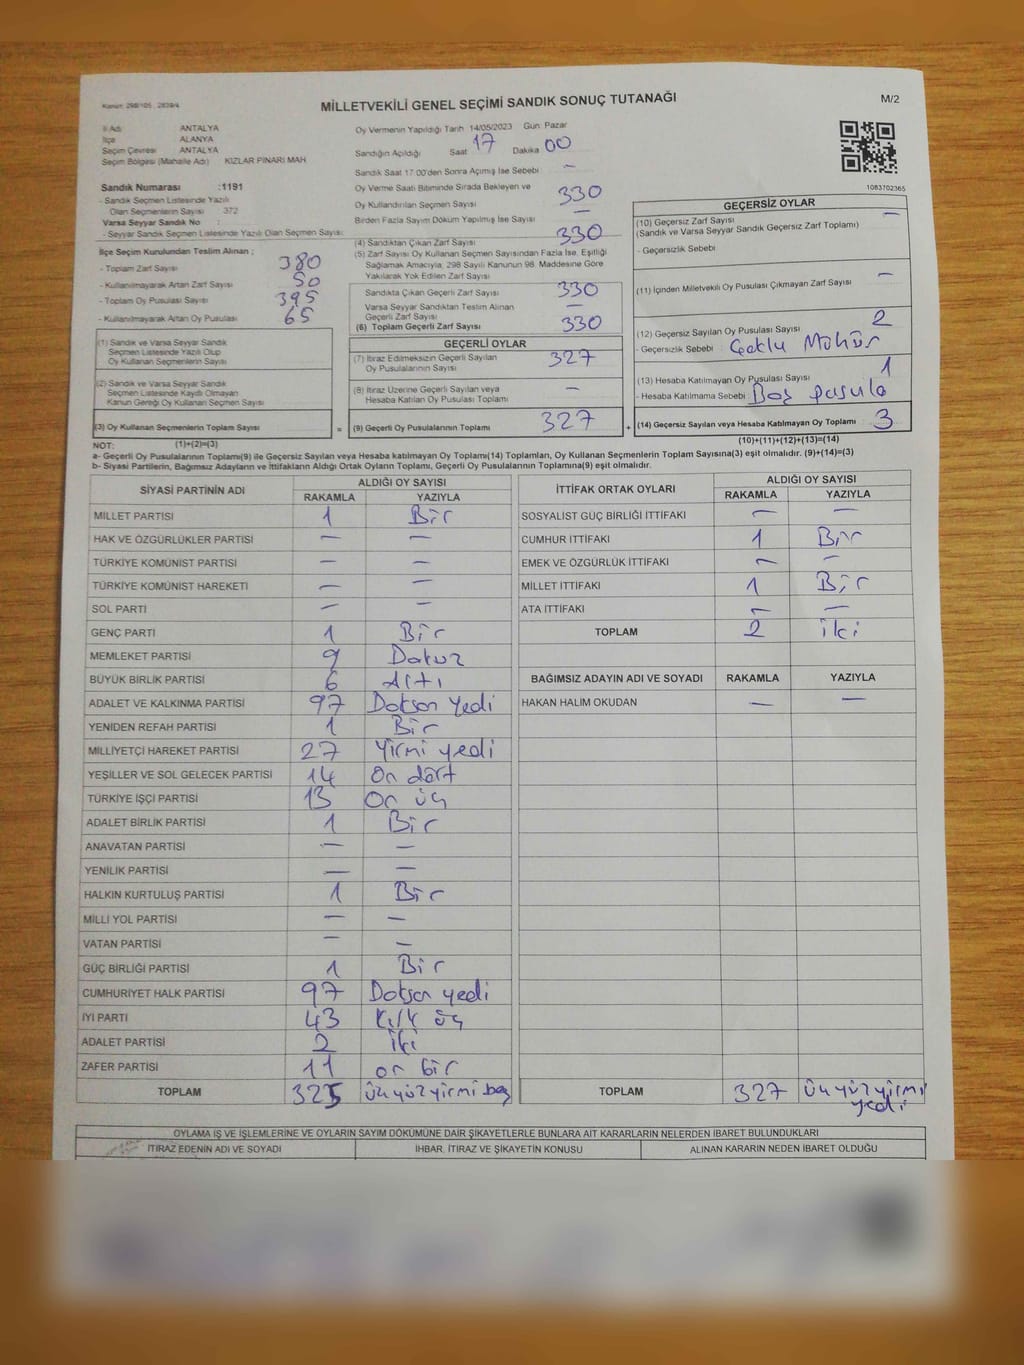 Kanun: 298/105 , 2839/4
MİLLETVEKİLİ GENEL SEÇİMİ SANDIK SONUÇ TUTANAĞI
M/2
İl Adı ANTALYA
İlçe ALANYA
Seçim Çevresi ANTALYA
Seçim Bölgesi (Mahalle Adı) KIZLAR PINARI MAH
Oy Vermenin Yapıldığı Tarih 14/05/2023 Gün: Pazar
Sandığın Açıldığı Saat 17 Dakika 00
Sandık Saat 17:00'den Sonra Açımış İse Sebebi —
Sandık Numarası :1191
- Sandık Seçmen Listesinde Yazılı
Olan Seçmenlerin Sayısı : 372
Varsa Seyyar Sandık No :
- Seyyar Sandık Seçmen Listesinde Yazılı Olan Seçmen Sayısı:
Oy Verme Saati Bitiminde Sırada Bekleyen ve
Oy Kullandırılan Seçmen Sayısı 330
Birden Fazla Sayım Döküm Yapılmış İse Sayısı —
1083702365
İlçe Seçim Kurulundan Teslim Alınan ;
- Toplam Zarf Sayısı 380
- Kullanılmayarak Artan Zarf Sayısı 50
- Toplam Oy Pusulası Sayısı 395
- Kullanılmayarak Artan Oy Pusulası 65
(4) Sandıktan Çıkan Zarf Sayısı 330
(5) Zarf Sayısı Oy Kullanan Seçmen Sayısından Fazla İse, Eşitliği
Sağlamak Amacıyla, 298 Sayılı Kanunun 98. Maddesine Göre
Yakılarak Yok Edilen Zarf Sayısı
Sandıkta Çıkan Geçerli Zarf Sayısı 330
Varsa Seyyar Sandıktan Teslim Alınan
Geçerli Zarf Sayısı
(6) Toplam Geçerli Zarf Sayısı 330
GEÇERSİZ OYLAR
(10) Geçersiz Zarf Sayısı —
(Sandık ve Varsa Seyyar Sandık Geçersiz Zarf Toplamı)
- Geçersizlik Sebebi
(11) İçinden Milletvekili Oy Pusulası Çıkmayan Zarf Sayısı —
(12) Geçersiz Sayılan Oy Pusulası Sayısı 2
- Geçersizlik Sebebi : Çoklu Mühür
(13) Hesaba Katılmayan Oy Pusulası Sayısı 1
- Hesaba Katılmama Sebebi : Boş pusula
(14) Geçersiz Sayılan veya Hesaba Katılmayan Oy Toplamı 3
(10)+(11)+(12)+(13)=(14)
(1) Sandık ve Varsa Seyyar Sandık
Seçmen Listesinde Yazılı Olup
Oy Kullanan Seçmen Sayısı
(2) Sandık ve Varsa Seyyar Sandık
Seçmen Listesinde Kaydı Olmayan
Kanun Gereği Oy Kullanan Seçmen Sayısı
(3) Oy Kullanan Seçmenlerin Toplam Sayısı =
(1)+(2)=(3)
GEÇERLİ OYLAR
(7) İtiraz Edilmeksizin Geçerli Sayılan
Oy Pusulalarının Sayısı 327
(8) İtiraz Üzerine Geçerli Sayılan veya
Hesaba Katılan Oy Pusulası Toplamı —
(9) Geçerli Oy Pusulalarının Toplamı 327 +
NOT:
a- Geçerli Oy Pusulalarının Toplamı(9) ile Geçersiz Sayılan veya Hesaba katılmayan Oy Toplamı(14) Toplamları, Oy Kullanan Seçmenlerin Toplam Sayısına(3) eşit olmalıdır. (9)+(14)=(3)
b- Siyasi Partilerin, Bağımsız Adayların ve İttifakların Aldığı Ortak Oyların Toplamı, Geçerli Oy Pusulalarının Toplamına(9) eşit olmalıdır.
SİYASİ PARTİNİN ADI ALDIĞI OY SAYISI
RAKAMLA YAZIYLA
MİLLET PARTİSİ 1 Bir
HAK VE ÖZGÜRLÜKLER PARTİSİ — —
TÜRKİYE KOMÜNİST PARTİSİ — —
TÜRKİYE KOMÜNİST HAREKETİ — —
SOL PARTİ — —
GENÇ PARTİ 1 Bir
MEMLEKET PARTİSİ 9 Dokuz
BÜYÜK BİRLİK PARTİSİ 6 Altı
ADALET VE KALKINMA PARTİSİ 97 Doksan yedi
YENİDEN REFAH PARTİSİ 1 Bir
MİLLİYETÇİ HAREKET PARTİSİ 27 Yirmi yedi
YEŞİLLER VE SOL GELECEK PARTİSİ 14 On dört
TÜRKİYE İŞÇİ PARTİSİ 13 On üç
ADALET BİRLİK PARTİSİ 1 Bir
ANAVATAN PARTİSİ — —
YENİLİK PARTİSİ — —
HALKIN KURTULUŞ PARTİSİ 1 Bir
MİLLİ YOL PARTİSİ — —
VATAN PARTİSİ — —
GÜÇ BİRLİĞİ PARTİSİ 1 Bir
CUMHURİYET HALK PARTİSİ 97 Doksan yedi
İYİ PARTİ 43 Kırk üç
ADALET PARTİSİ 2 İki
ZAFER PARTİSİ 11 on bir
TOPLAM 325 üç yüz yirmi beş
İTTİFAK ORTAK OYLARI ALDIĞI OY SAYISI
RAKAMLA YAZIYLA
SOSYALİST GÜÇ BİRLİĞİ İTTİFAKI — —
CUMHUR İTTİFAKI 1 Bir
EMEK VE ÖZGÜRLÜK İTTİFAKI — —
MİLLET İTTİFAKI 1 Bir
ATA İTTİFAKI — —
TOPLAM 2 iki
BAĞIMSIZ ADAYIN ADI VE SOYADI RAKAMLA YAZIYLA
HAKAN HALİM OKUDAN — —
TOPLAM 327 üç yüz yirmi
yedi
OYLAMA İŞ VE İŞLEMLERİNE VE OYLARIN SAYIM DÖKÜMÜNE DAİR ŞİKAYETLERLE BUNLARA AİT KARARLARIN NELERDEN İBARET BULUNDUKLARI
İTİRAZ EDENİN ADI VE SOYADI İHBAR, İTİRAZ VE ŞİKAYETİN KONUSU ALINAN KARARIN NEDEN İBARET OLDUĞU